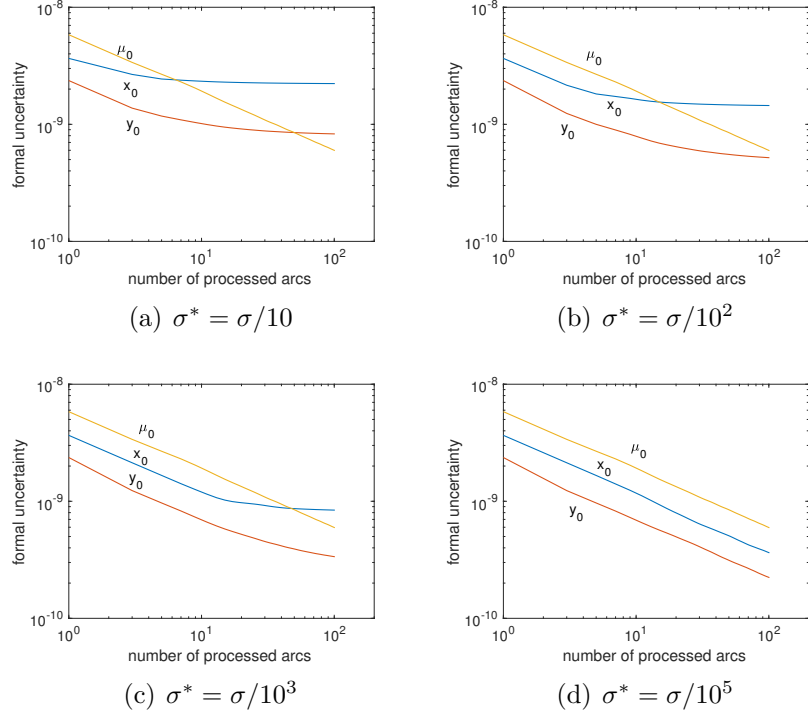 10^-8
10^-9
10^-10
formal uncertainty
μ_0
x_0
y_0
10^0
10^1
10^2
number of processed arcs
(a) σ* = σ/10
10^-8
10^-9
10^-10
formal uncertainty
μ_0
x_0
y_0
10^0
10^1
10^2
number of processed arcs
(b) σ* = σ/10^2
10^-8
10^-9
10^-10
formal uncertainty
μ_0
x_0
y_0
10^0
10^1
10^2
number of processed arcs
(c) σ* = σ/10^3
10^-8
10^-9
10^-10
formal uncertainty
μ_0
x_0
y_0
10^0
10^1
10^2
number of processed arcs
(d) σ* = σ/10^5